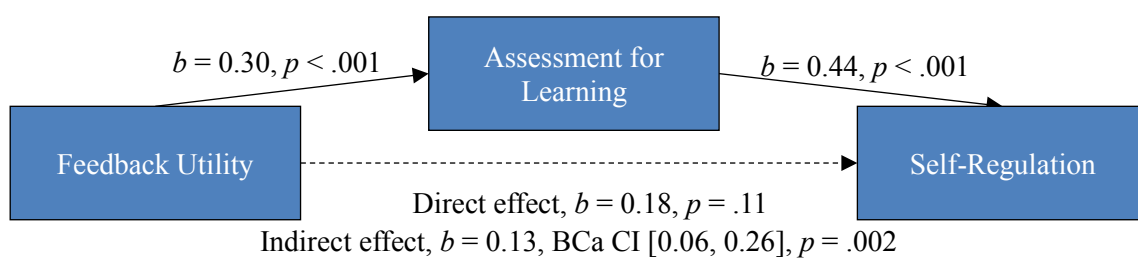 Assessment for
Learning
b = 0.30, p < .001
b = 0.44, p < .001
Feedback Utility
Self-Regulation
Direct effect, b = 0.18, p = .11
Indirect effect, b = 0.13, BCa CI [0.06, 0.26], p = .002